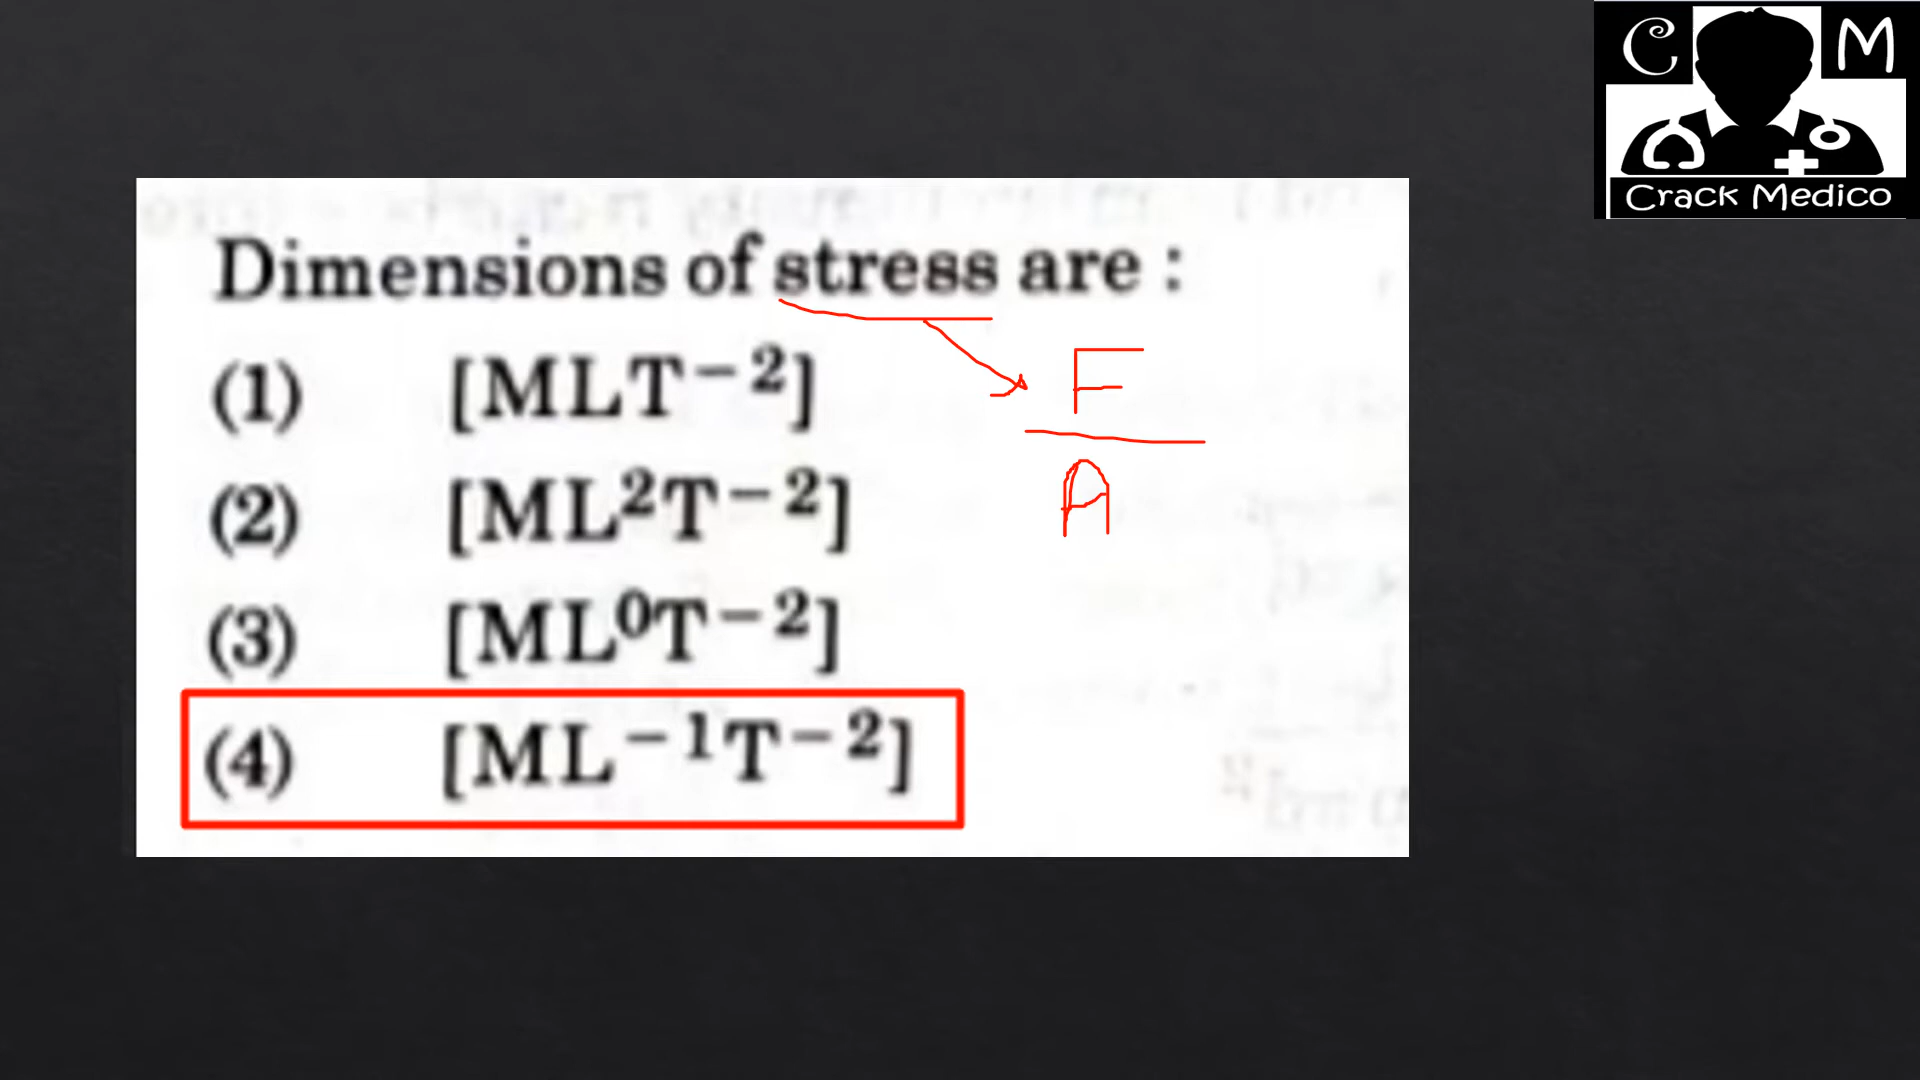 C M
Crack Medico
Dimensions of stress are :
(1) [MLT⁻²]
(2) [ML²T⁻²]
(3) [ML⁰T⁻²]
(4) [ML⁻¹T⁻²]
F
A